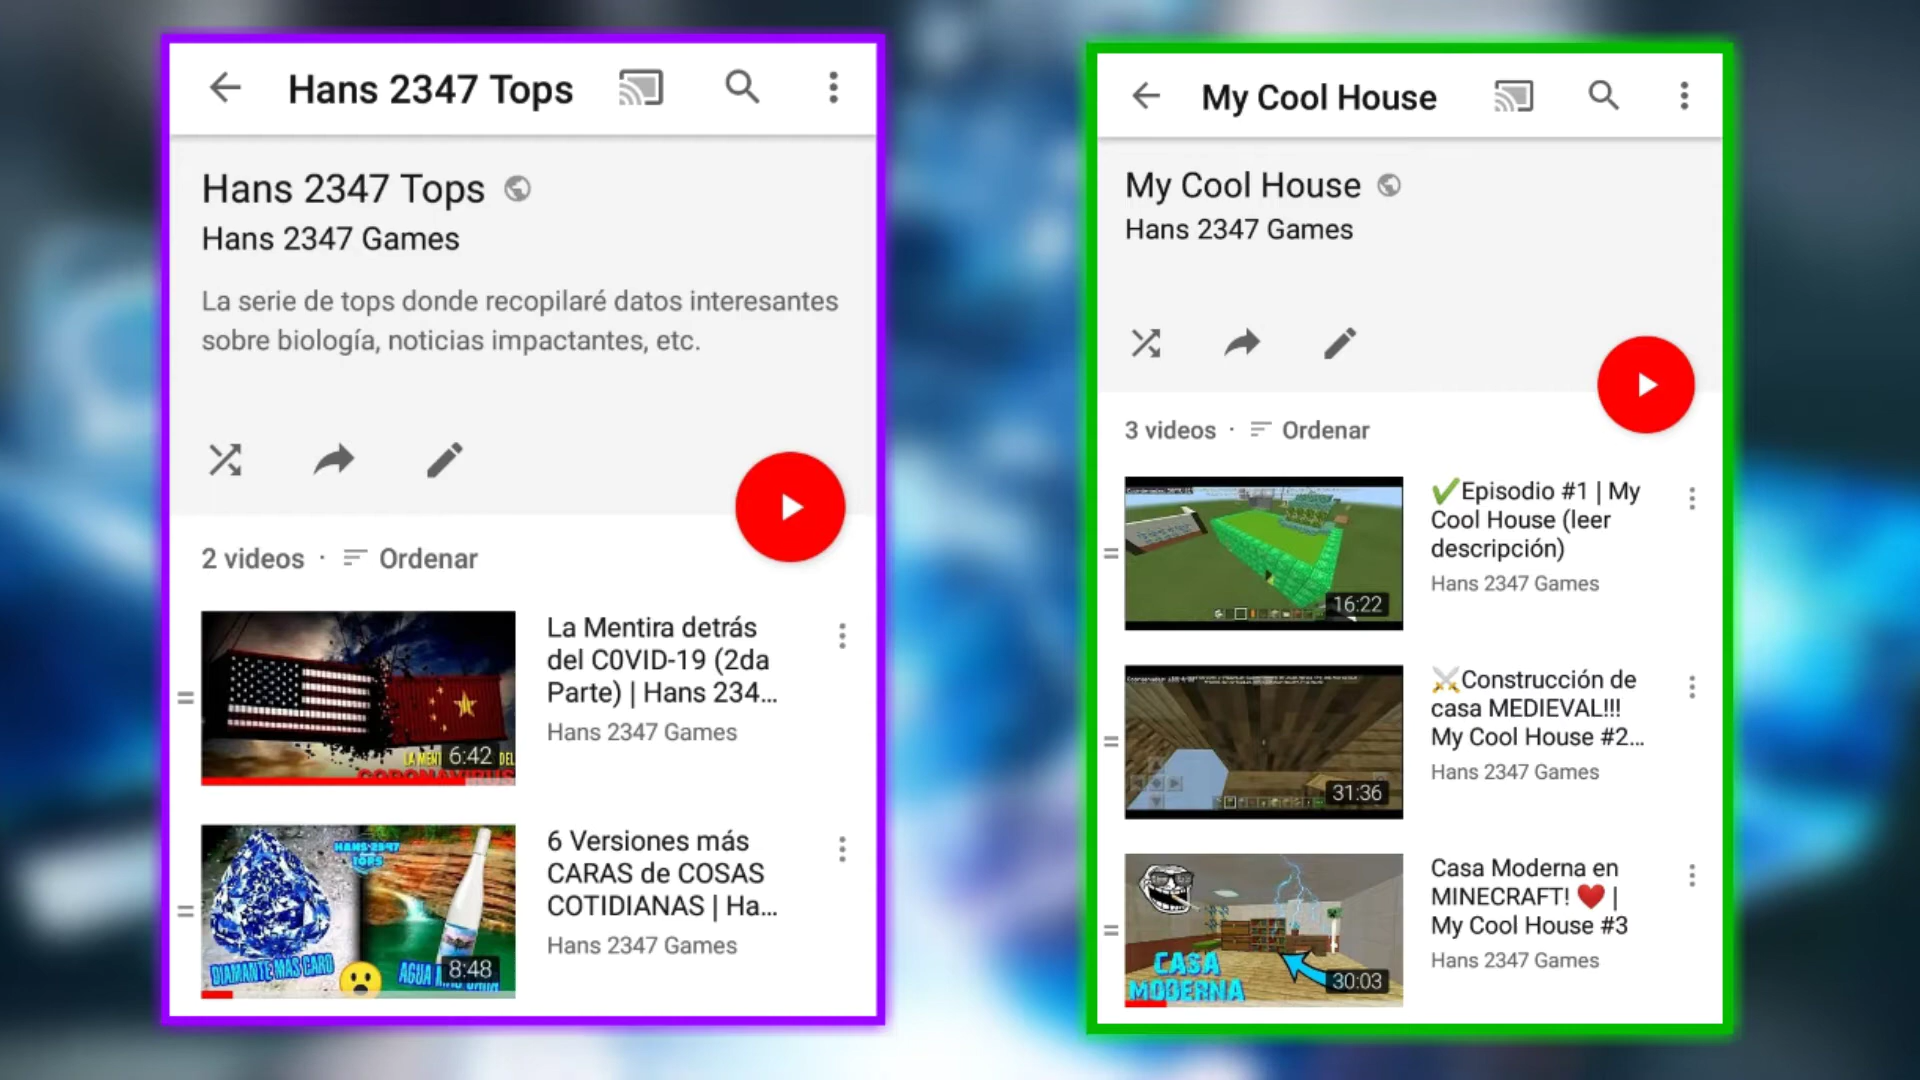 Hans 2347 Tops
Hans 2347 Tops
Hans 2347 Games
La serie de tops donde recopilaré datos interesantes
sobre biología, noticias impactantes, etc.
2 videos · Ordenar
La Mentira detrás
del C0VID-19 (2da
Parte) | Hans 234...
Hans 2347 Games
6:42
CORONAVIRUS
6 Versiones más
CARAS de COSAS
COTIDIANAS | Ha...
Hans 2347 Games
HANS 2347
TOPS
DIAMANTE MAS CARO
AGUA
8:48
My Cool House
My Cool House
Hans 2347 Games
3 videos · Ordenar
✔Episodio #1 | My
Cool House (leer
descripción)
Hans 2347 Games
16:22
⚔Construcción de
casa MEDIEVAL!!!
My Cool House #2...
Hans 2347 Games
31:36
Casa Moderna en
MINECRAFT! ❤ |
My Cool House #3
Hans 2347 Games
CASA
MODERNA
30:03